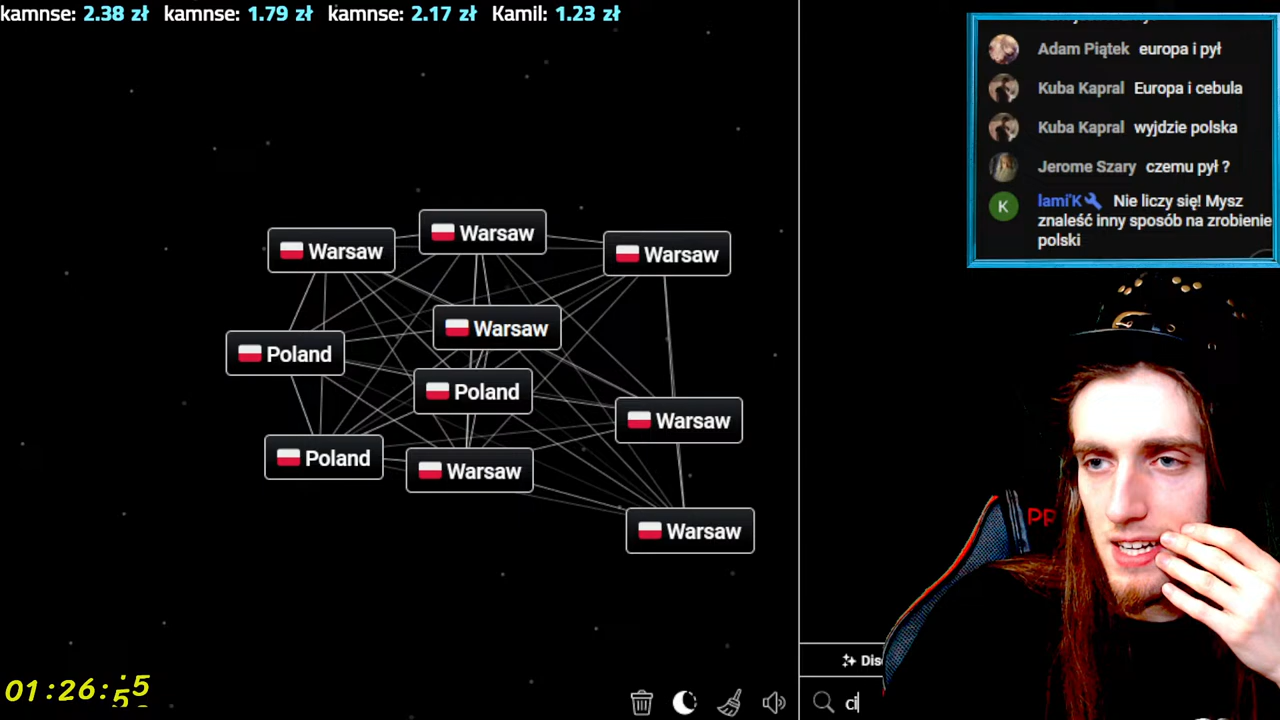 kamnse: 2.38 zł kamnse: 1.79 zł kamnse: 2.17 zł Kamil: 1.23 zł
Adam Piątek europa i pył
Kuba Kapral Europa i cebula
Kuba Kapral wyjdzie polska
Jerome Szary czemu pył ?
K
lami'K Nie liczy się! Mysz
znaleść inny sposób na zrobienie
polski
Warsaw
Warsaw
Warsaw
Warsaw
Poland
Poland
Warsaw
Poland
Warsaw
Warsaw
PR
Dis
ci
01:26:55